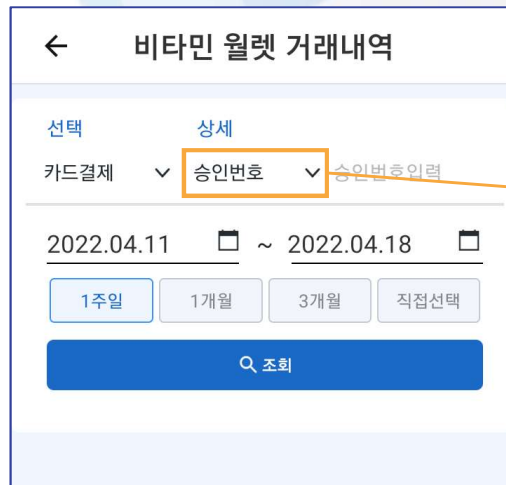 비타민 월렛 거래내역
선택 상세
카드결제 승인번호 승인번호입력
2022.04.11 ~ 2022.04.18
1주일 1개월 3개월 직접선택
조회